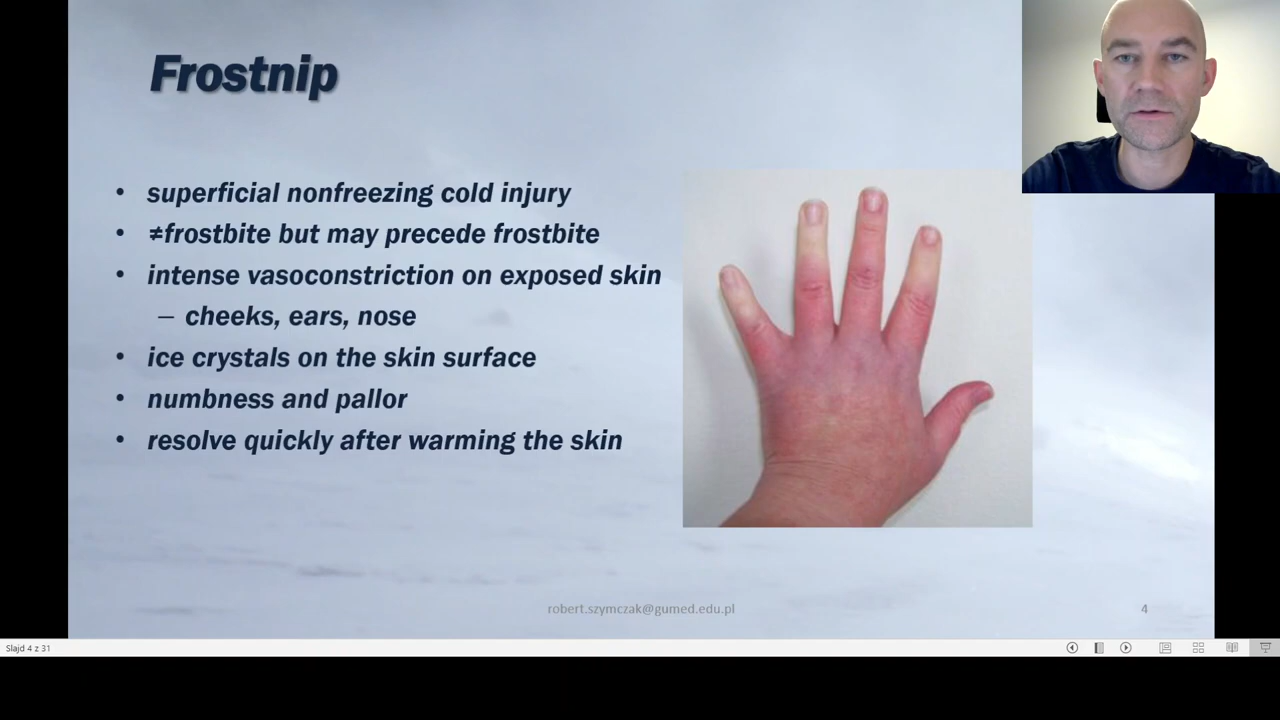 Frostnip
• superficial nonfreezing cold injury
• ≠frostbite but may precede frostbite
• intense vasoconstriction on exposed skin
– cheeks, ears, nose
• ice crystals on the skin surface
• numbness and pallor
• resolve quickly after warming the skin
robert.szymczak@gumed.edu.pl
4
Slajd 4 z 31